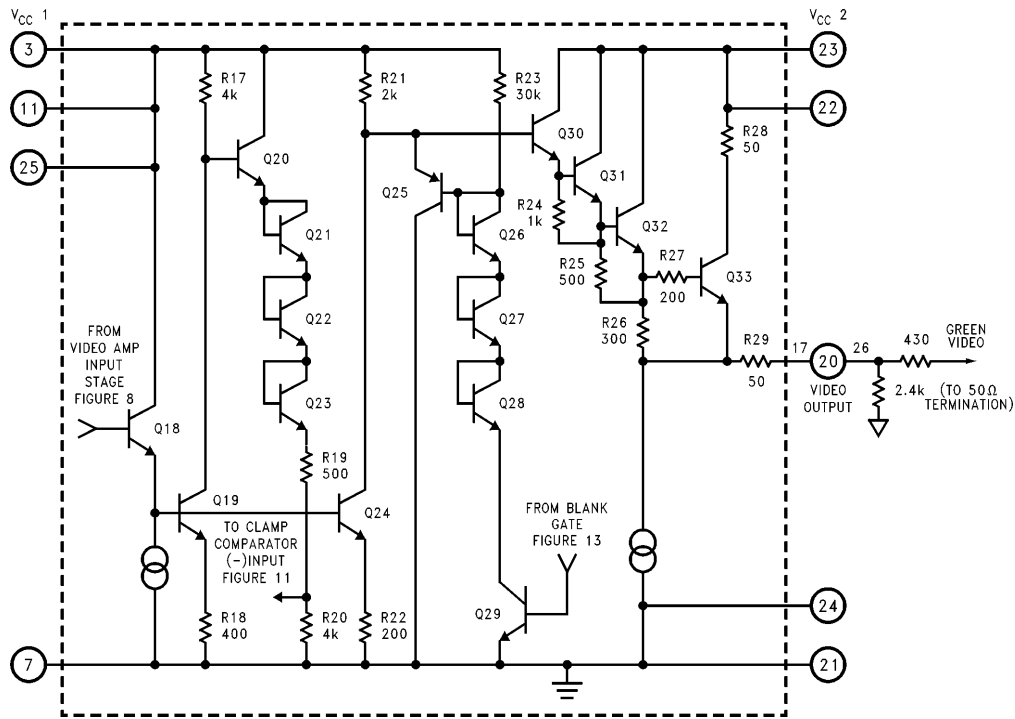 VCC 1
VCC 2
3
23
R17
4k
R21
2k
R23
30k
11
22
Q30
R28
50
25
Q20
Q25
Q31
R24
1k
Q32
Q21
Q26
R25
500
R27
200
Q33
Q22
Q27
R26
300
FROM
VIDEO AMP
INPUT
STAGE
FIGURE 8
R29
50
17
20
26
VIDEO
OUTPUT
430
GREEN
VIDEO
2.4k
(TO 50Ω
TERMINATION)
Q18
Q23
Q28
R19
500
Q19
Q24
TO CLAMP
COMPARATOR
(-)INPUT
FIGURE 11
FROM BLANK
GATE
FIGURE 13
R18
400
R20
4k
R22
200
Q29
24
7
21